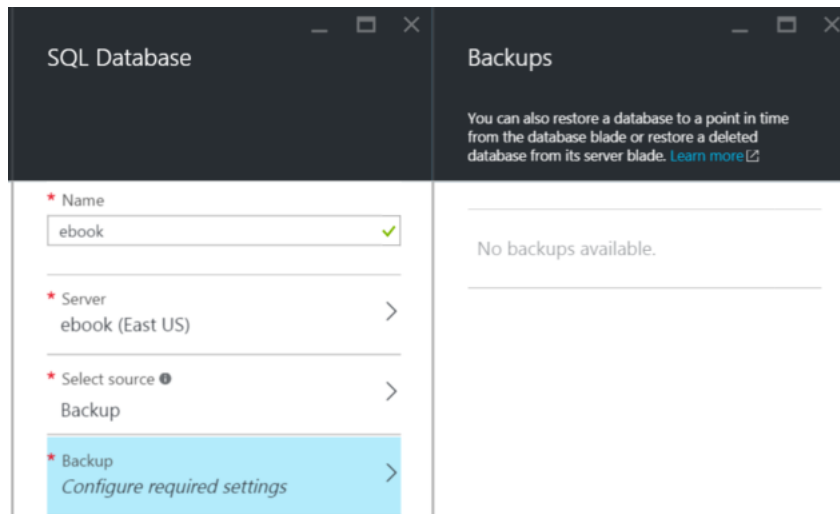 SQL Database
* Name
ebook
* Server
ebook (East US)
* Select source
Backup
* Backup
Configure required settings
Backups
You can also restore a database to a point in time
from the database blade or restore a deleted
database from its server blade. Learn more
No backups available.